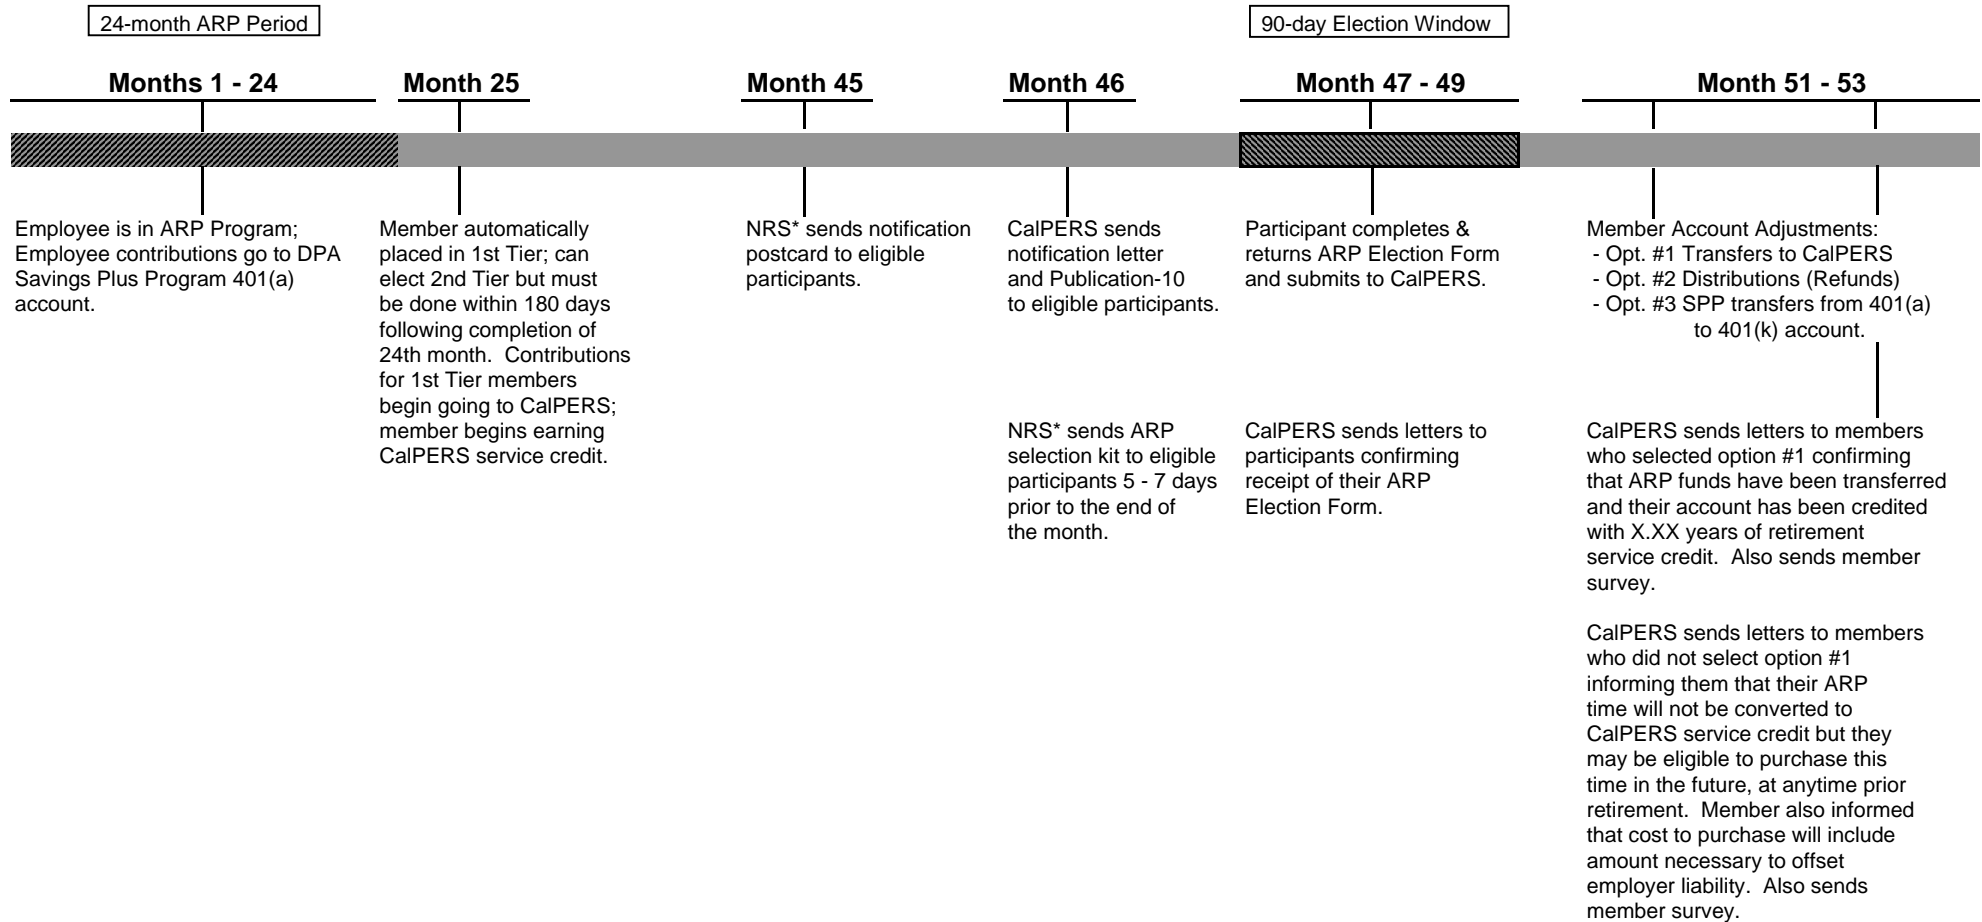 24-month ARP Period
90-day Election Window
Months 1 - 24
Month 25
Month 45
Month 46
Month 47 - 49
Month 51 - 53
Employee is in ARP Program;
Employee contributions go to DPA
Savings Plus Program 401(a)
account.
Member automatically
placed in 1st Tier; can
elect 2nd Tier but must
be done within 180 days
following completion of
24th month.  Contributions
for 1st Tier members
begin going to CalPERS;
member begins earning
CalPERS service credit.
NRS* sends notification
postcard to eligible
participants.
CalPERS sends
notification letter
and Publication-10
to eligible participants.
NRS* sends ARP
selection kit to eligible
participants 5 - 7 days
prior to the end of
the month.
Participant completes &
returns ARP Election Form
and submits to CalPERS.
CalPERS sends letters to
participants confirming
receipt of their ARP
Election Form.
Member Account Adjustments:
- Opt. #1 Transfers to CalPERS
- Opt. #2 Distributions (Refunds)
- Opt. #3 SPP transfers from 401(a)
to 401(k) account.
CalPERS sends letters to members
who selected option #1 confirming
that ARP funds have been transferred
and their account has been credited
with X.XX years of retirement
service credit.  Also sends member
survey.
CalPERS sends letters to members
who did not select option #1
informing them that their ARP
time will not be converted to
CalPERS service credit but they
may be eligible to purchase this
time in the future, at anytime prior
retirement.  Member also informed
that cost to purchase will include
amount necessary to offset
employer liability.  Also sends
member survey.